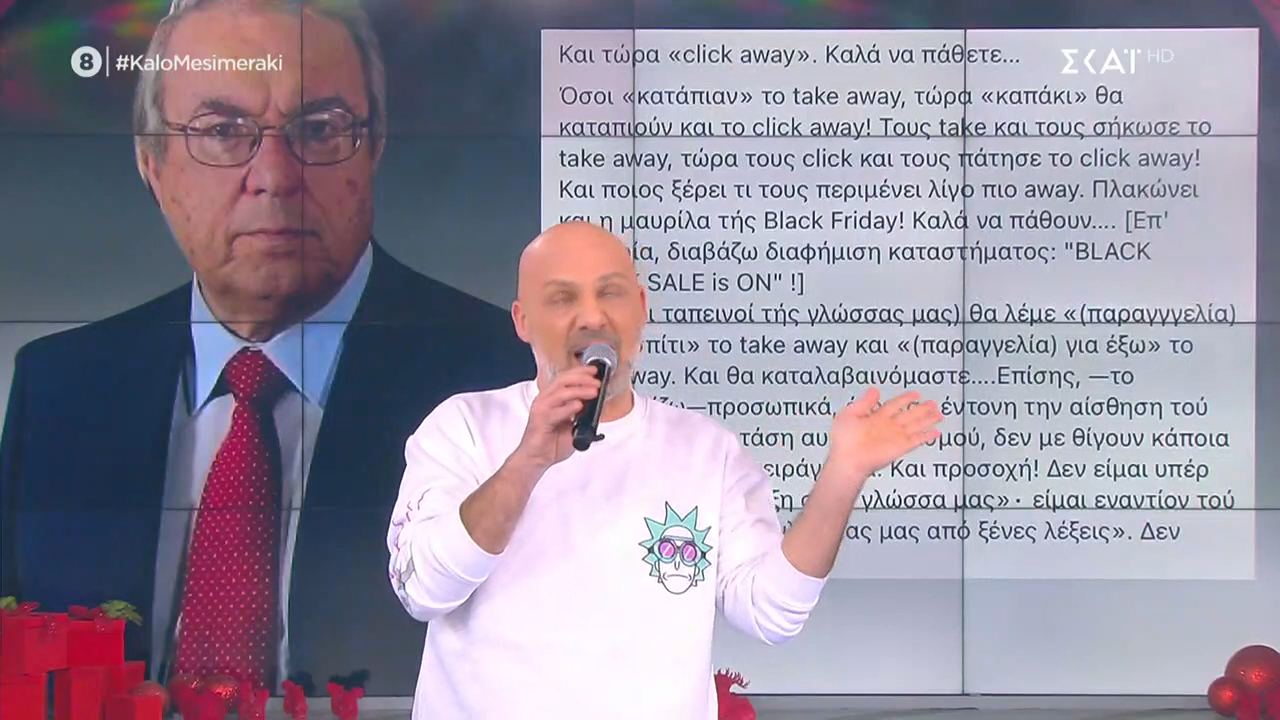 8 #KaloMesimeraki
ΣΚΑΪ HD
Και τώρα «click away». Καλά να πάθετε...
Όσοι «κατάπιαν» το take away, τώρα «καπάκι» θα
καταπιούν και το click away! Τους take και τους σήκωσε το
take away, τώρα τους click και τους πάτησε το click away!
Και ποιος ξέρει τι τους περιμένει λίγο πιο away. Πλακώνει
και η μαυρίλα τής Black Friday! Καλά να πάθουν.... [Επ'
διαβάζω διαφήμιση καταστήματος: "BLACK
SALE is ON" !]
ταπεινοί τής γλώσσας μας) θα λέμε «(παραγγγελία)
σπίτι» το take away και «(παραγγελία) για έξω» το
way. Και θα καταλαβαινόμαστε....Επίσης, —το
—προσωπικά, έντονη την αίσθηση τού
δεν με θίγουν κάποια
Και προσοχή! Δεν είμαι υπέρ
γλώσσα μας» · είμαι εναντίον τού
μας από ξένες λέξεις». Δεν